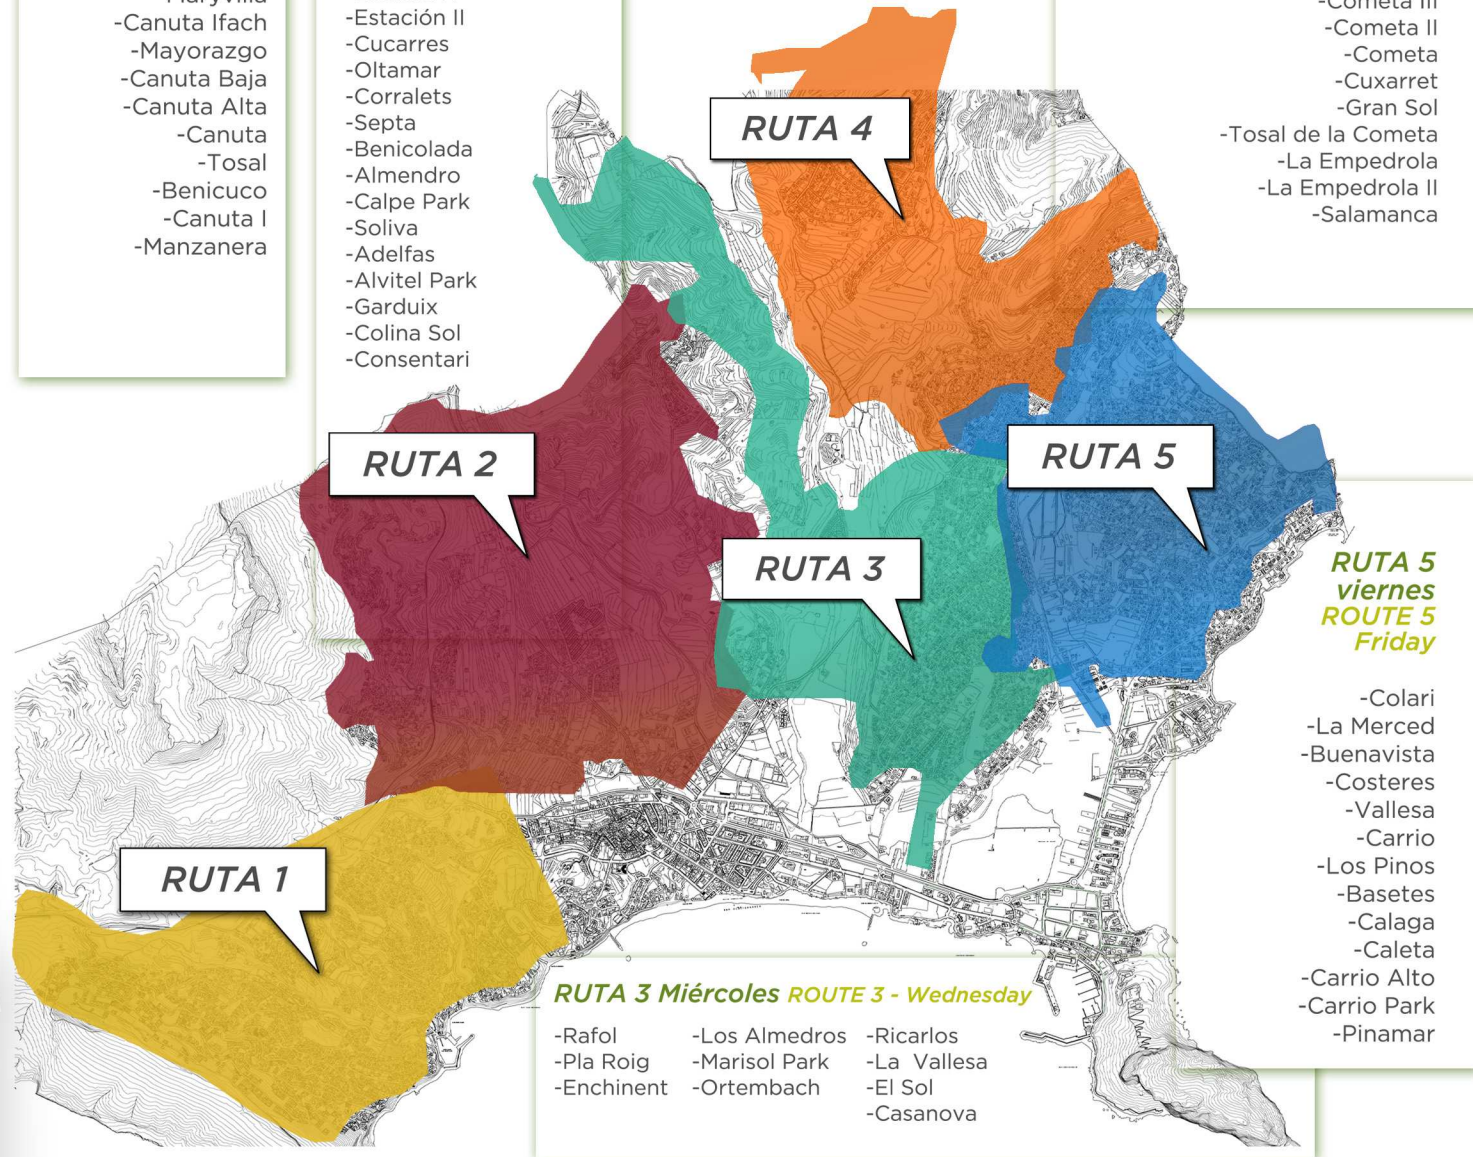 -Maryvilla
-Canuta Ifach
-Mayorazgo
-Canuta Baja
-Canuta Alta
-Canuta
-Tosal
-Benicuco
-Canuta I
-Manzanera
-Estación II
-Cucarres
-Oltamar
-Corralets
-Septa
-Benicolada
-Almendro
-Calpe Park
-Soliva
-Adelfas
-Alvitel Park
-Garduix
-Colina Sol
-Consentari
-Cometa III
-Cometa II
-Cometa
-Cuxarret
-Gran Sol
-Tosal de la Cometa
-La Empedrola
-La Empedrola II
-Salamanca
RUTA 4
RUTA 2
RUTA 5
RUTA 3
RUTA 1
RUTA 5
viernes
ROUTE 5
Friday
-Colari
-La Merced
-Buenavista
-Costeres
-Vallesa
-Carrio
-Los Pinos
-Basetes
-Calaga
-Caleta
-Carrio Alto
-Carrio Park
-Pinamar
RUTA 3 Miércoles ROUTE 3 - Wednesday
-Rafol
-Pla Roig
-Enchinent
-Los Almedros
-Marisol Park
-Ortembach
-Ricarlos
-La Vallesa
-El Sol
-Casanova